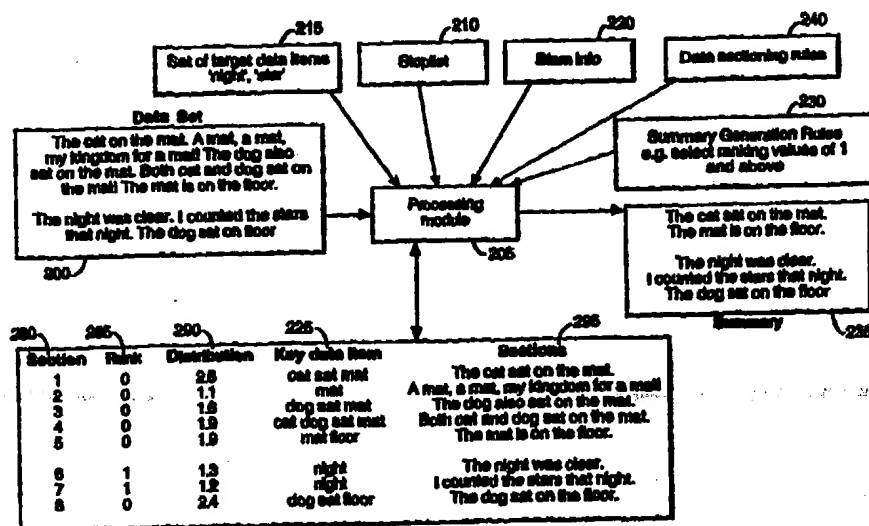 215
210
220
240
Set of target data items
'night', 'star'
Stoplist
Stem info
Data sectioning rules
Data Set
The cat on the mat. A mat, a mat,
my kingdom for a mat! The dog also
sat on the mat. Both cat and dog sat on
the mat! The mat is on the floor.
The night was clear. I counted the stars
that night. The dog sat on floor
200
230
Summary Generation Rules
e.g. select ranking values of 1
and above
Processing
module
205
The cat sat on the mat.
The mat is on the floor.
The night was clear.
I counted the stars that night.
The dog sat on the floor
Summary
235
280 285 290 225 295
Section Rank Distribution Key data item Sections
1 0 2.5 cat sat mat The cat sat on the mat.
2 0 1.1 mat A mat, a mat, my kingdom for a mat!
3 0 1.6 dog sat mat The dog also sat on the mat.
4 0 1.9 cat dog sat mat Both cat and dog sat on the mat.
5 0 1.9 mat floor The mat is on the floor.
6 1 1.3 night The night was clear.
7 1 1.2 night I counted the stars that night.
8 0 2.4 dog sat floor The dog sat on the floor.